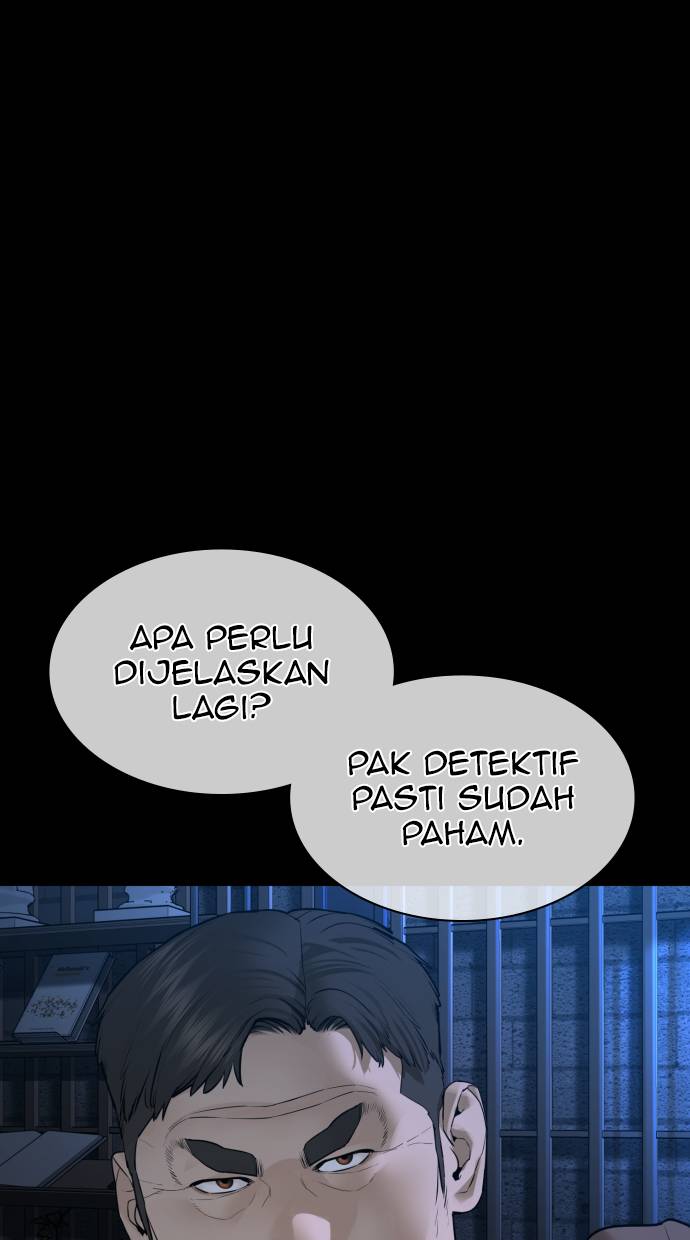 APA PERLU
DIJELASKAN
LAGI?
PAK DETEKTIF
PASTI SUDAH
PAHAM.